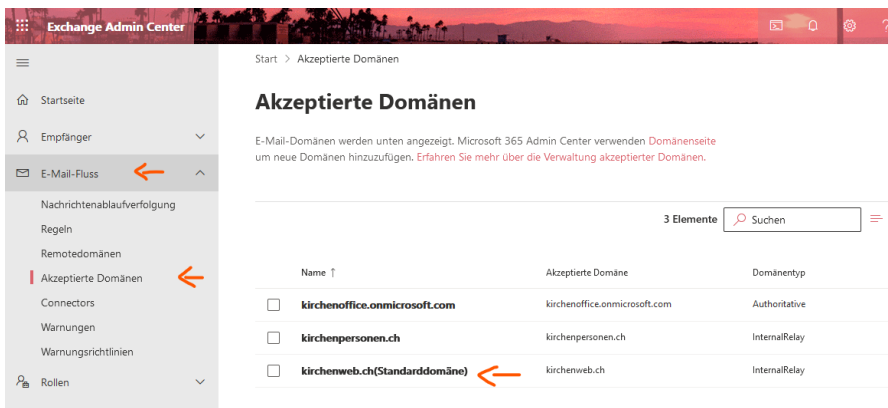 Exchange Admin Center
?
Start > Akzeptierte Domänen
Startseite
Empfänger
E-Mail-Fluss
Nachrichtenablaufverfolgung
Regeln
Remotedomänen
Akzeptierte Domänen
Connectors
Warnungen
Warnungsrichtlinien
Rollen
Akzeptierte Domänen
E-Mail-Domänen werden unten angezeigt. Microsoft 365 Admin Center verwenden Domänenseite
um neue Domänen hinzuzufügen. Erfahren Sie mehr über die Verwaltung akzeptierter Domänen.
3 Elemente Suchen
Name ↑ Akzeptierte Domäne Domänentyp
kirchenoffice.onmicrosoft.com kirchenoffice.onmicrosoft.com Authoritative
kirchenpersonen.ch kirchenpersonen.ch InternalRelay
kirchenweb.ch(Standarddomäne) kirchenweb.ch InternalRelay